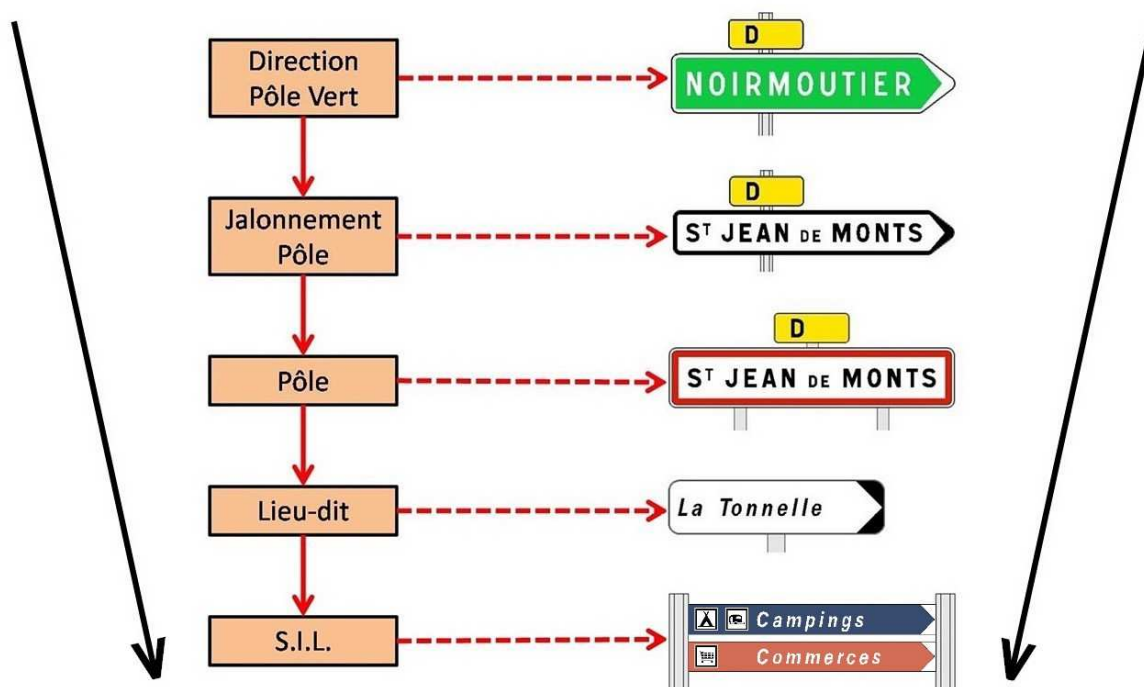 Direction
Pôle Vert
D
NOIRMOUTIER
Jalonnement
Pôle
D
ST JEAN DE MONTS
Pôle
D
ST JEAN DE MONTS
Lieu-dit
La Tonnelle
S.I.L.
Campings
Commerces